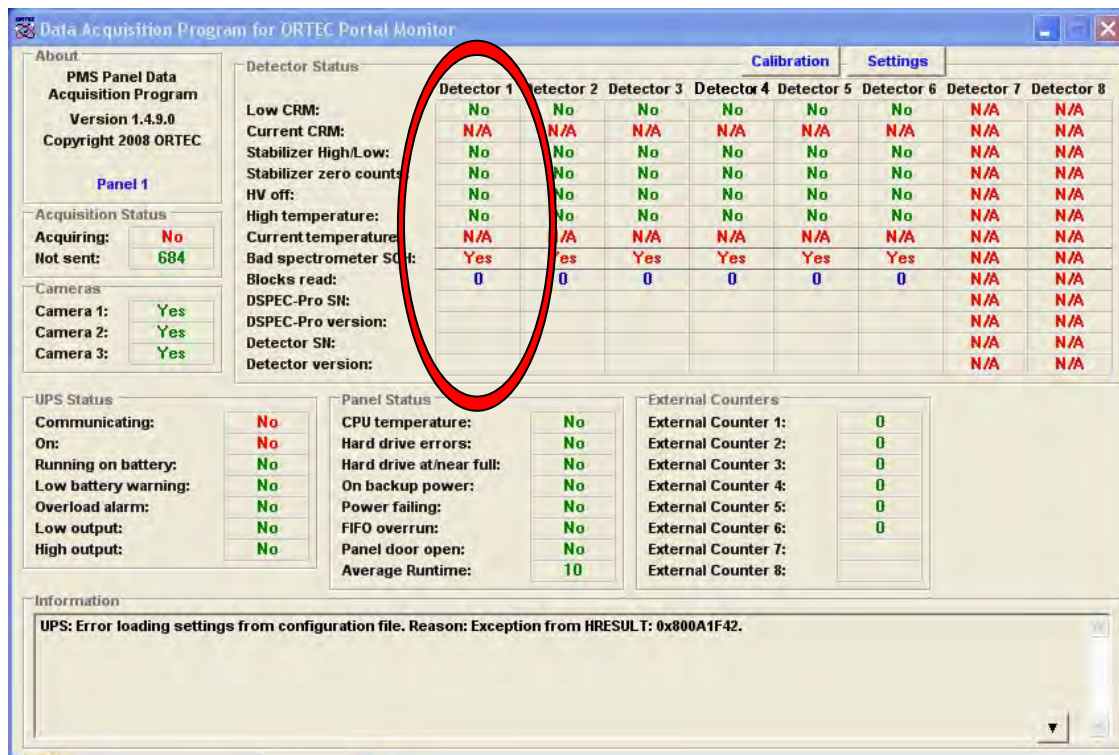 ORTEC Data Acquisition Program for ORTEC Portal Monitor
About
PMS Panel Data
Acquisition Program
Version 1.4.9.0
Copyright 2008 ORTEC
Panel 1
Acquisition Status
Acquiring: No
Not sent: 684
Cameras
Camera 1: Yes
Camera 2: Yes
Camera 3: Yes
Detector Status
Calibration Settings
Detector 1 Detector 2 Detector 3 Detector 4 Detector 5 Detector 6 Detector 7 Detector 8
Low CRM: No No No No No No N/A N/A
Current CRM: N/A N/A N/A N/A N/A N/A N/A N/A
Stabilizer High/Low: No No No No No No N/A N/A
Stabilizer zero counts: No No No No No No N/A N/A
HV off: No No No No No No N/A N/A
High temperature: No No No No No No N/A N/A
Current temperature: N/A N/A N/A N/A N/A N/A N/A N/A
Bad spectrometer SOH: Yes Yes Yes Yes Yes Yes N/A N/A
Blocks read: 0 0 0 0 0 0 N/A N/A
DSPEC-Pro SN: N/A N/A
DSPEC-Pro version: N/A N/A
Detector SN: N/A N/A
Detector version: N/A N/A
UPS Status
Communicating: No
On: No
Running on battery: No
Low battery warning: No
Overload alarm: No
Low output: No
High output: No
Panel Status
CPU temperature: No
Hard drive errors: No
Hard drive at/near full: No
On backup power: No
Power failing: No
FIFO overrun: No
Panel door open: No
Average Runtime: 10
External Counters
External Counter 1: 0
External Counter 2: 0
External Counter 3: 0
External Counter 4: 0
External Counter 5: 0
External Counter 6: 0
External Counter 7:
External Counter 8:
Information
UPS: Error loading settings from configuration file. Reason: Exception from HRESULT: 0x800A1F42.